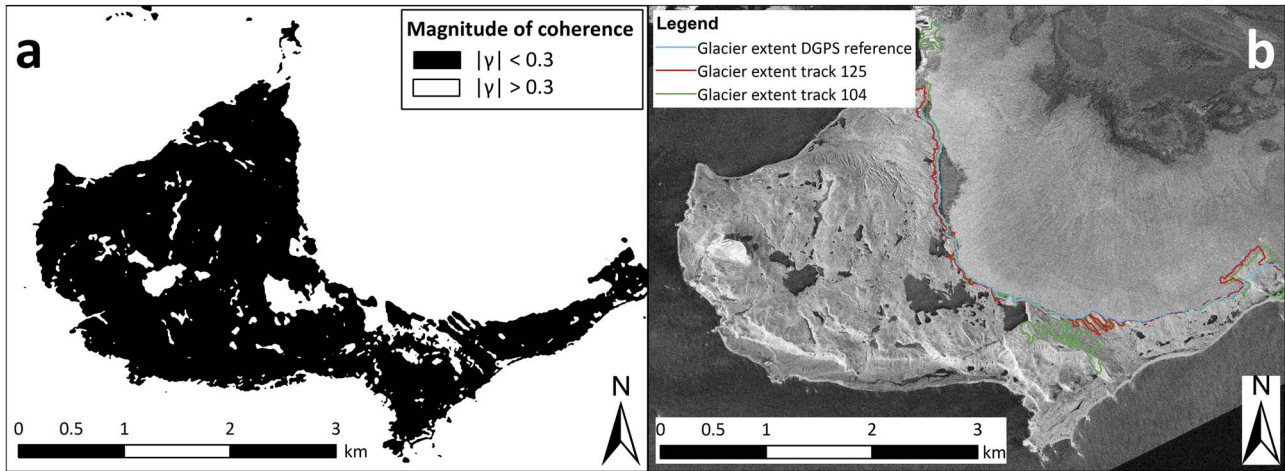 a
Magnitude of coherence
|γ| < 0.3
|γ| > 0.3
N
0 0.5 1 2 3
km
Legend
Glacier extent DGPS reference
Glacier extent track 125
Glacier extent track 104
b
N
0 0.5 1 2 3
km